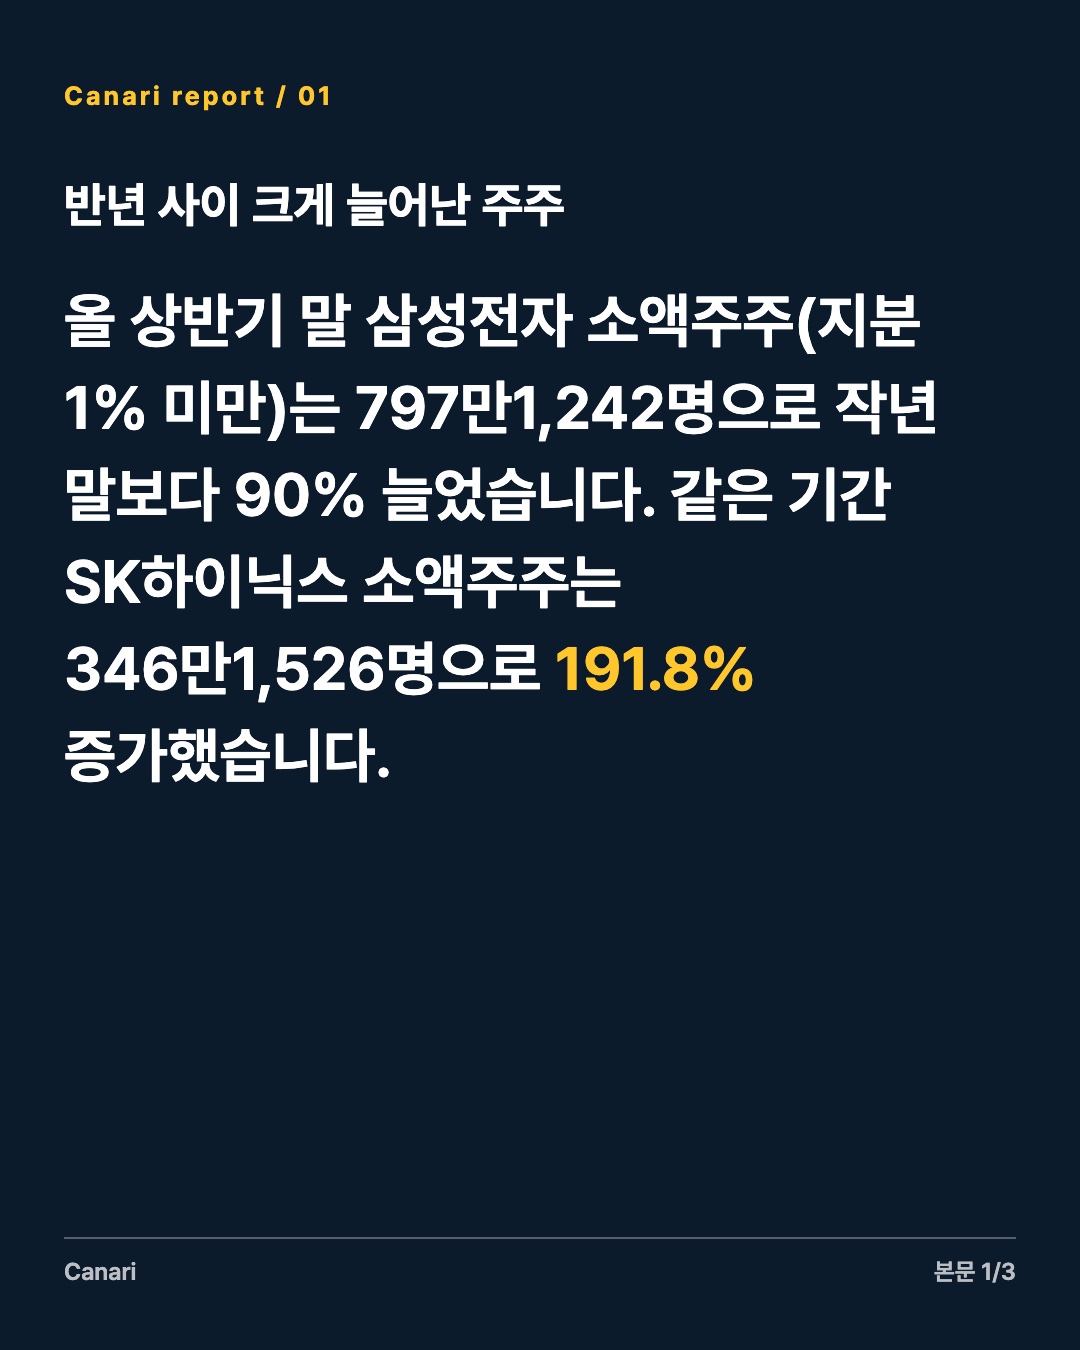 Canari report / 01
반년 사이 크게 늘어난 주주
올 상반기 말 삼성전자 소액주주(지분
1% 미만)는 797만1,242명으로 작년
말보다 90% 늘었습니다. 같은 기간
SK하이닉스 소액주주는
346만1,526명으로 191.8%
증가했습니다.
Canari
본문 1/3